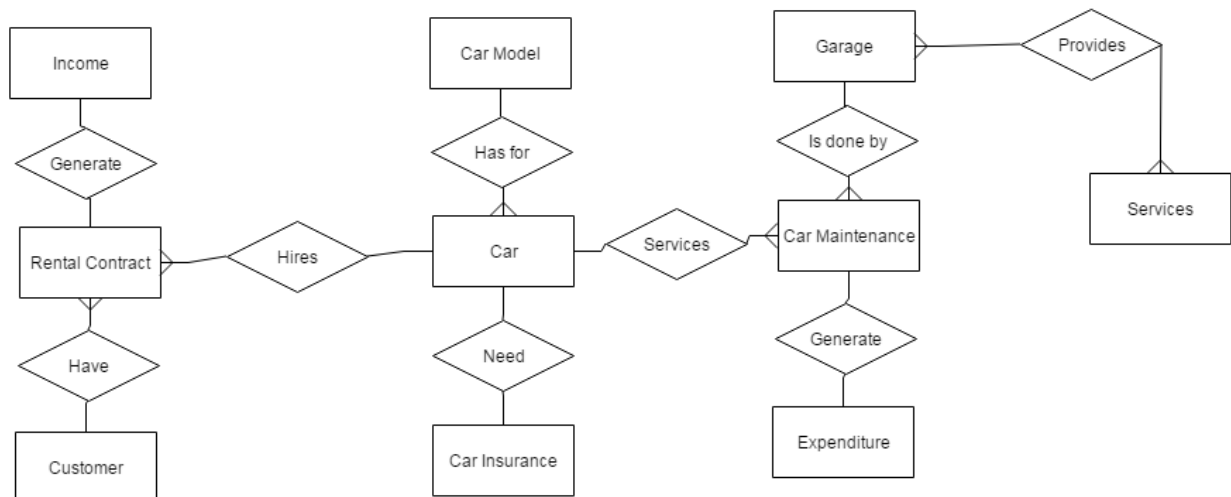 Income
Car Model
Garage
Provides
Generate
Has for
Is done by
Services
Rental Contract
Hires
Car
Services
Car Maintenance
Have
Need
Generate
Customer
Car Insurance
Expenditure